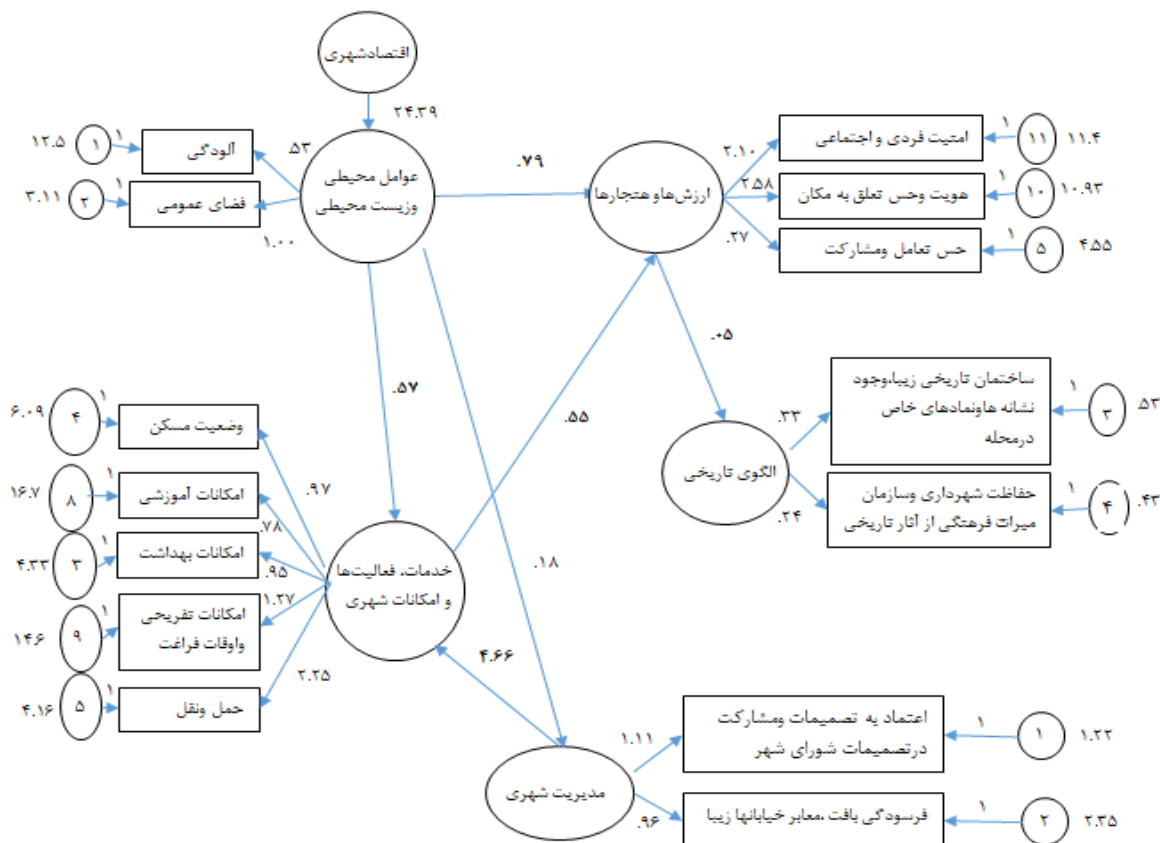 اقتصادشهری
۲۴.۳۹
عوامل محیطی
وزیست محیطی
.۵۳
۱.۰۰
آلودگی
۱
۱
۱۲.۵
فضای عمومی
۱
۲
۳.۱۱
.۷۹
ارزش‌هاو هنجارها
۲.۱۰
۲.۵۸
.۲۷
امنیت فردی و اجتماعی
۱
۱۱
۱۱.۴
هویت وحس تعلق به مکان
۱
۱۰
۱۰.۹۳
حس تعامل ومشارکت
۱
۵
۴.۵۵
.۰۵
.۵۷
.۵۵
.۱۸
الگوی تاریخی
.۳۳
.۲۴
ساختمان تاریخی زیبا،وجود
نشانه هاونمادهای خاص
درمحله
۱
۳
.۵۳
حفاظت شهرداری وسازمان
میراث فرهنگی از آثار تاریخی
۱
۴
.۴۳
خدمات، فعالیت‌ها
و امکانات شهری
.۹۷
.۷۸
.۹۵
۱.۲۷
۲.۲۵
وضعیت مسکن
۱
۴
۶.۰۹
امکانات آموزشی
۱
۸
۱۶.۷
امکانات بهداشت
۱
۳
۴.۳۳
امکانات تفریحی
واوقات فراغت
۱
۹
۱۴.۶
حمل ونقل
۱
۵
۴.۱۶
۴.۶۶
مدیریت شهری
۱.۱۱
.۹۶
اعتماد به تصمیمات ومشارکت
درتصمیمات شورای شهر
۱
۱
۱.۲۲
فرسودگی بافت ،معابر خیابانها زیبا
۱
۲
۲.۳۵